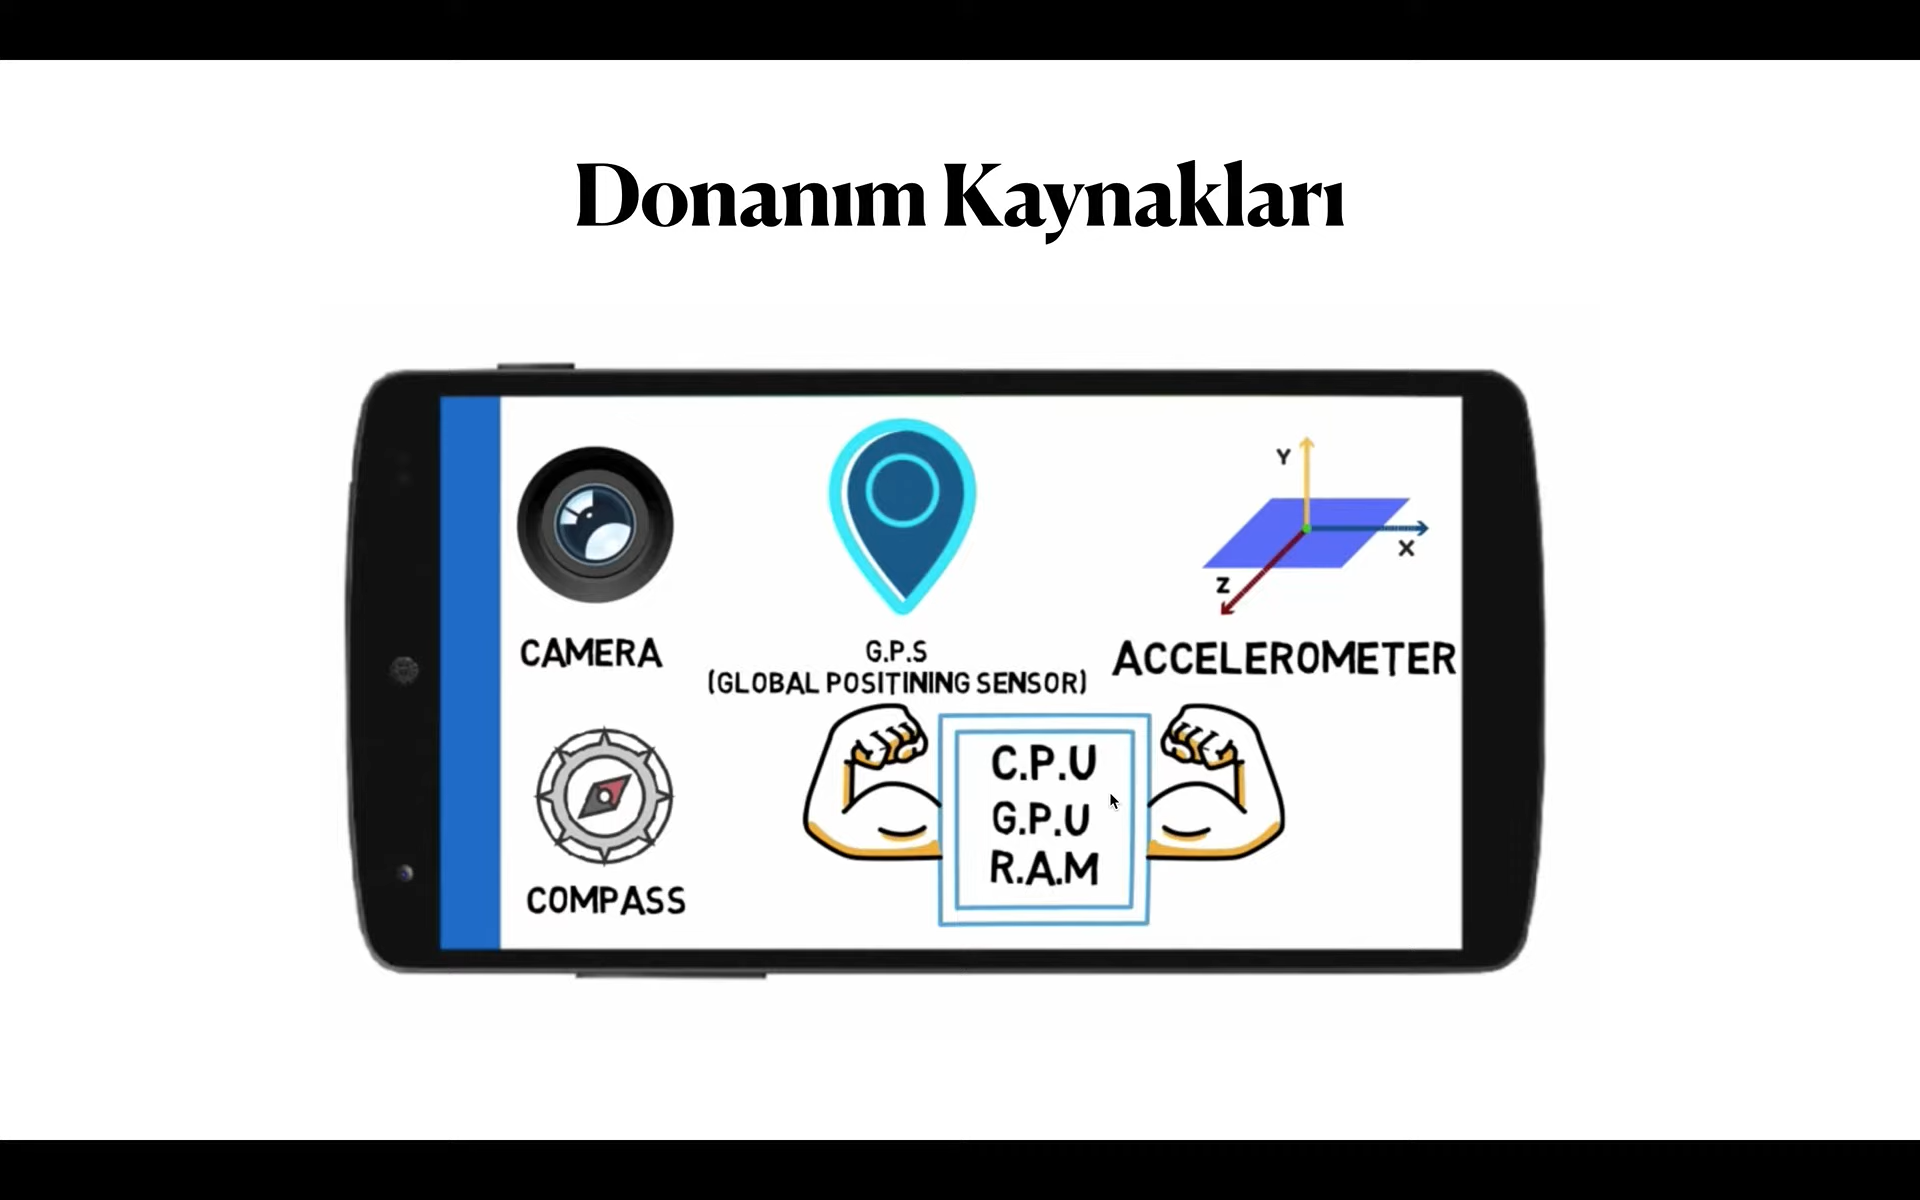 Donanım Kaynakları
CAMERA
G.P.S
(GLOBAL POSITINING SENSOR)
Y
X
Z
ACCELEROMETER
COMPASS
C.P.U
G.P.U
R.A.M